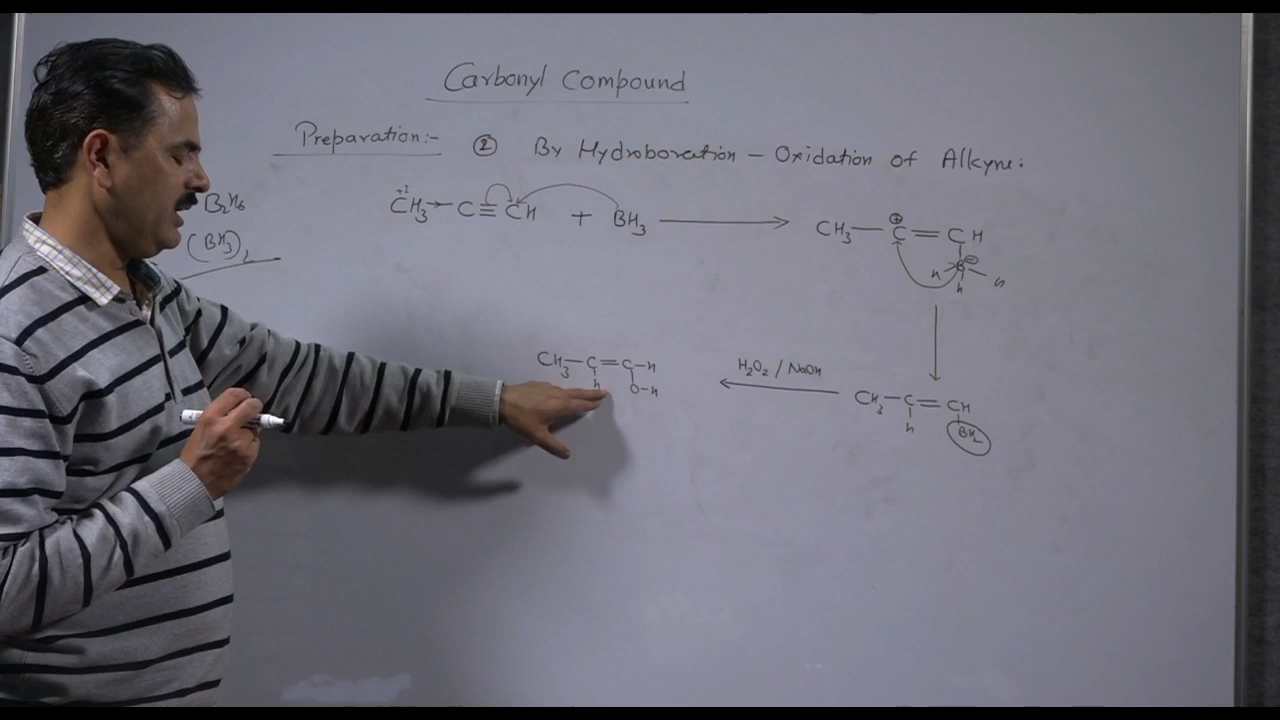 Carbonyl Compound
Preparation:- ② By Hydroboration - Oxidation of Alkyne:
B2H6
(BH3)2
+I
CH3 → C ≡ CH + BH3 ⟶
⊕
CH3 — C = CH
⊖
H B H
H
CH3 — C = C — H
H O-H
H2O2 / NaOH
CH3 — C = CH
H BH2